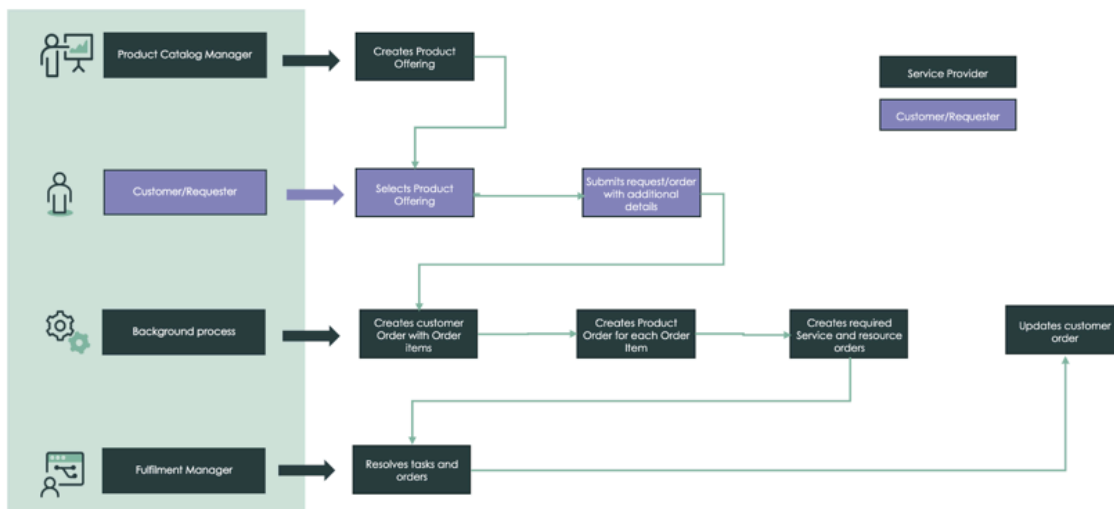 Product Catalog Manager
Creates Product
Offering
Service Provider
Customer/Requester
Customer/Requester
Selects Product
Offering
Submits request/order
with additional
details
Background process
Creates customer
Order with Order
items
Creates Product
Order for each Order
Item
Creates required
Service and resource
orders
Updates customer
order
Fulfilment Manager
Resolves tasks and
orders